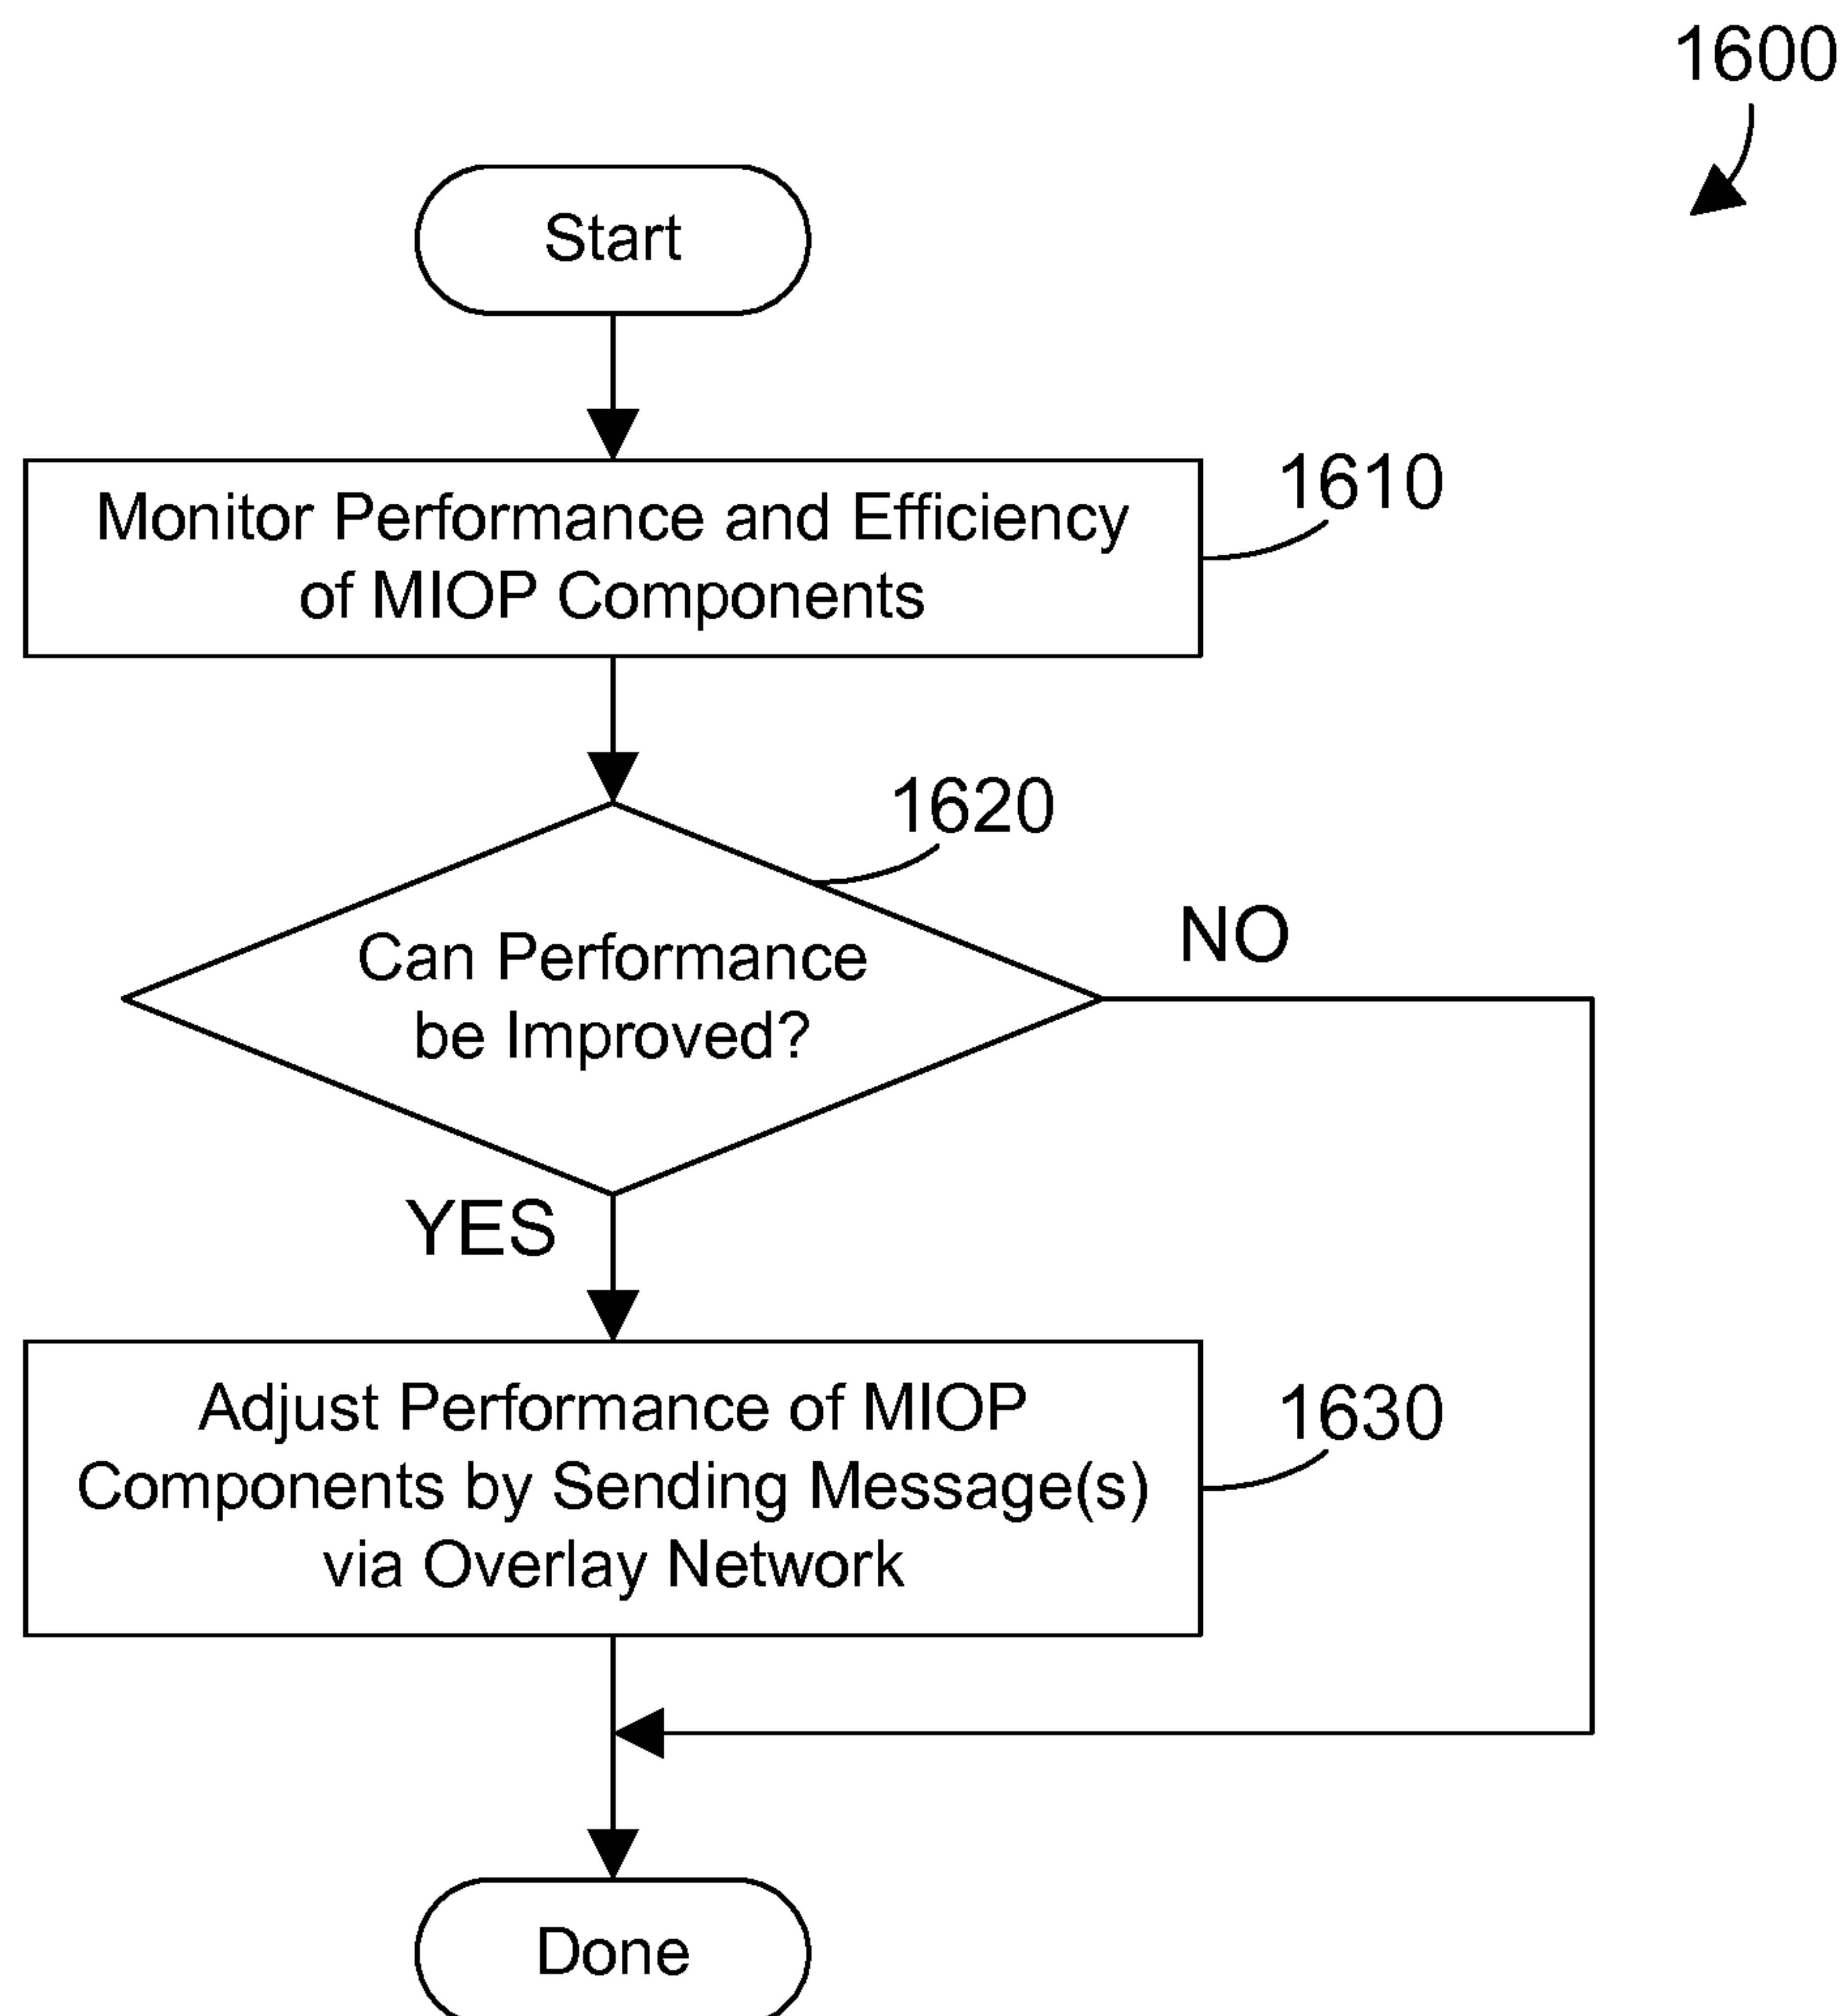 1600
Start
Monitor Performance and Efficiency
of MIOP Components
1610
1620
Can Performance
be Improved?
NO
YES
Adjust Performance of MIOP
Components by Sending Message(s)
via Overlay Network
1630
Done